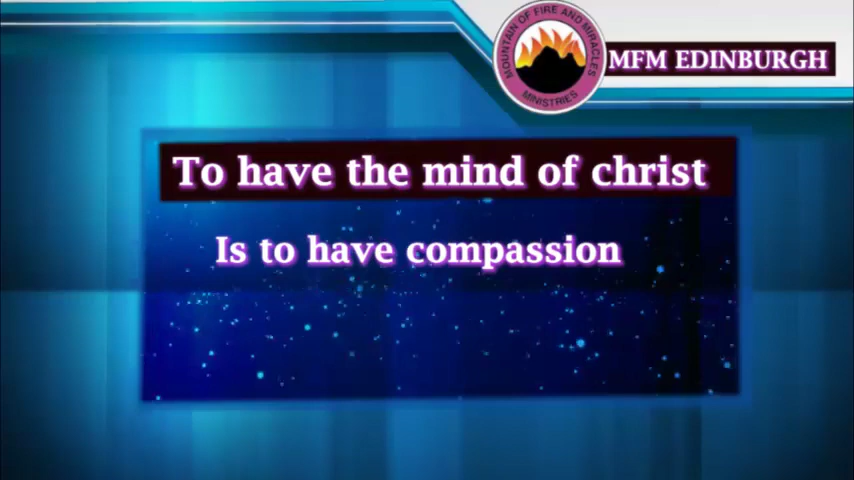 MOUNTAIN OF FIRE AND MIRACLES
MINISTRIES
MFM EDINBURGH
To have the mind of christ
Is to have compassion